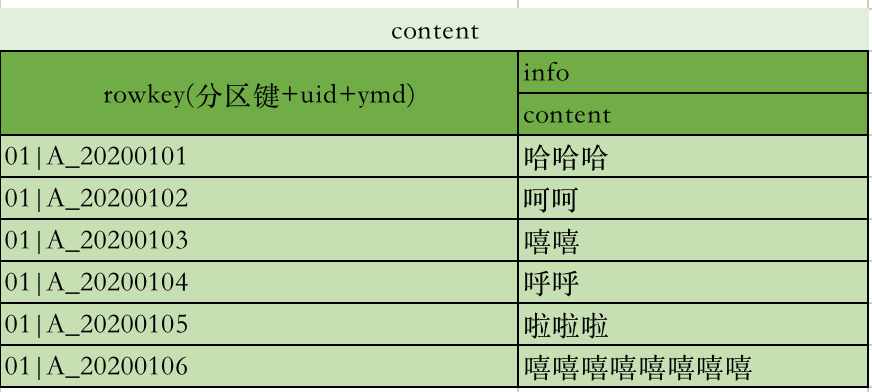 content
rowkey(分区键+uid+ymd)
info
content
01|A_20200101 哈哈哈
01|A_20200102 呵呵
01|A_20200103 嘻嘻
01|A_20200104 呼呼
01|A_20200105 啦啦啦
01|A_20200106 嘻嘻嘻嘻嘻嘻嘻嘻